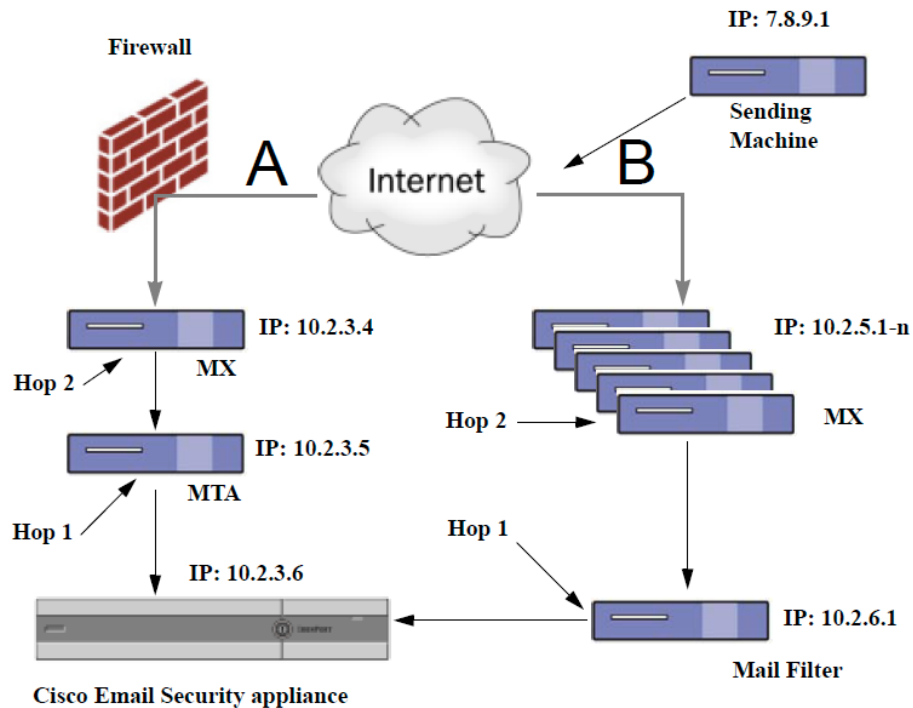 IP: 7.8.9.1
Firewall
Sending
Machine
A
B
Internet
IP: 10.2.3.4
IP: 10.2.5.1-n
Hop 2
MX
Hop 2
MX
IP: 10.2.3.5
MTA
Hop 1
Hop 1
IP: 10.2.3.6
IP: 10.2.6.1
Mail Filter
Cisco Email Security appliance